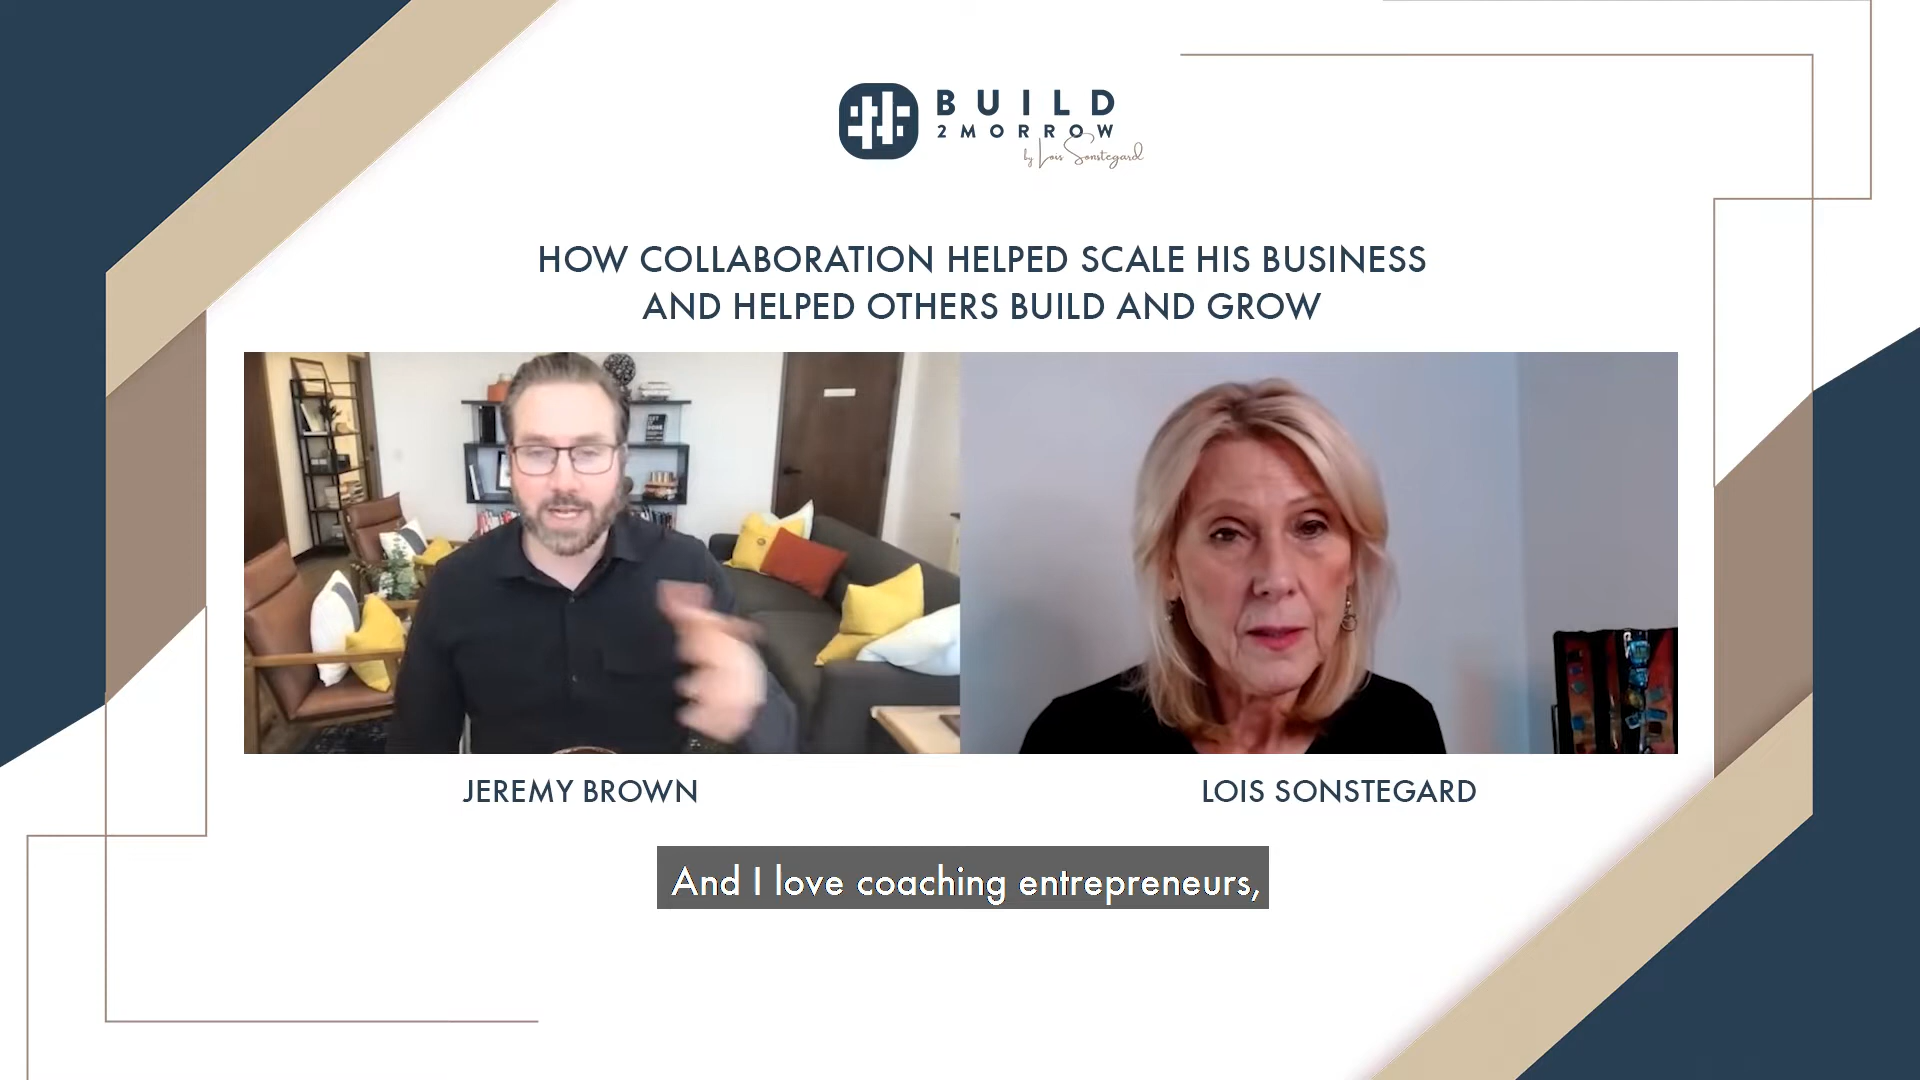 BUILD
2MORROW
by Lois Sonstegard
HOW COLLABORATION HELPED SCALE HIS BUSINESS
AND HELPED OTHERS BUILD AND GROW
JEREMY BROWN
LOIS SONSTEGARD
And I love coaching entrepreneurs,